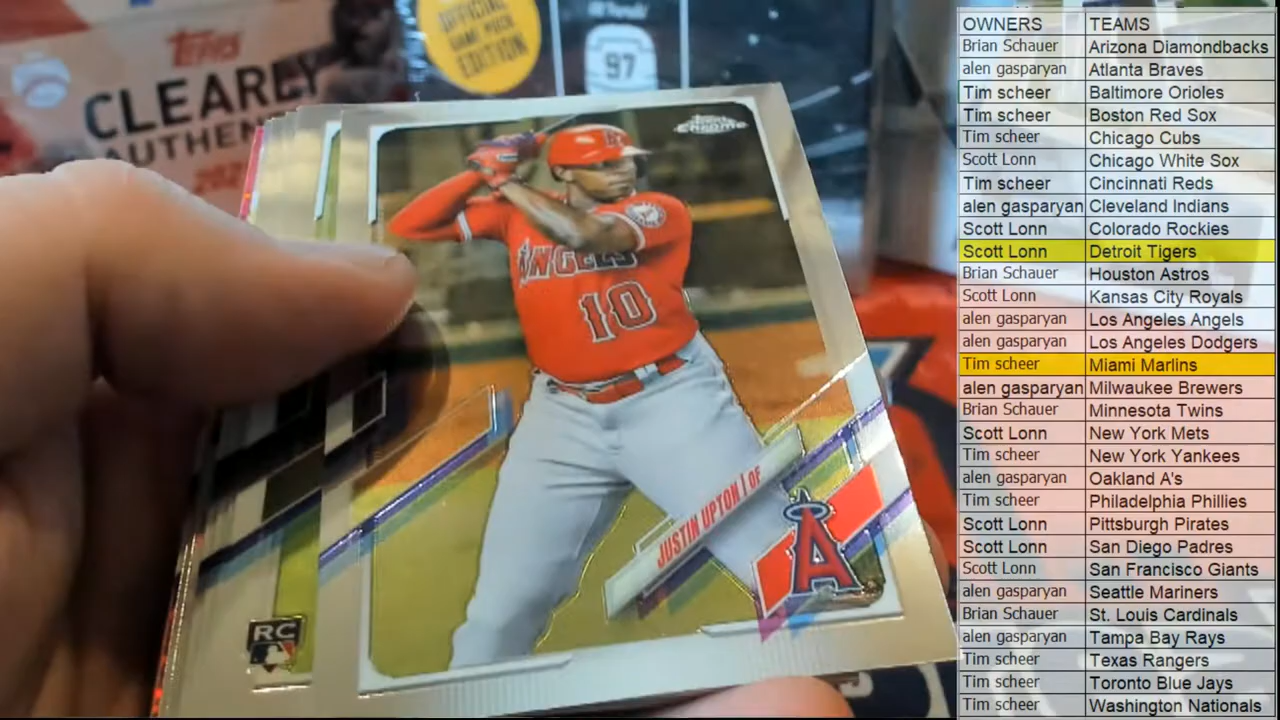 OFFICIAL
GAME PUCK
EDITION
97
Topps
CLEARLY
AUTHEN
202
Topps
Chrome
ANGELS
10
JUSTIN UPTON | OF
A
RC
OWNERS TEAMS
Brian Schauer Arizona Diamondbacks
alen gasparyan Atlanta Braves
Tim scheer Baltimore Orioles
Tim scheer Boston Red Sox
Tim scheer Chicago Cubs
Scott Lonn Chicago White Sox
Tim scheer Cincinnati Reds
alen gasparyan Cleveland Indians
Scott Lonn Colorado Rockies
Scott Lonn Detroit Tigers
Brian Schauer Houston Astros
Scott Lonn Kansas City Royals
alen gasparyan Los Angeles Angels
alen gasparyan Los Angeles Dodgers
Tim scheer Miami Marlins
alen gasparyan Milwaukee Brewers
Brian Schauer Minnesota Twins
Scott Lonn New York Mets
Tim scheer New York Yankees
alen gasparyan Oakland A's
Tim scheer Philadelphia Phillies
Scott Lonn Pittsburgh Pirates
Scott Lonn San Diego Padres
Scott Lonn San Francisco Giants
alen gasparyan Seattle Mariners
Brian Schauer St. Louis Cardinals
alen gasparyan Tampa Bay Rays
Tim scheer Texas Rangers
Tim scheer Toronto Blue Jays
Tim scheer Washington Nationals